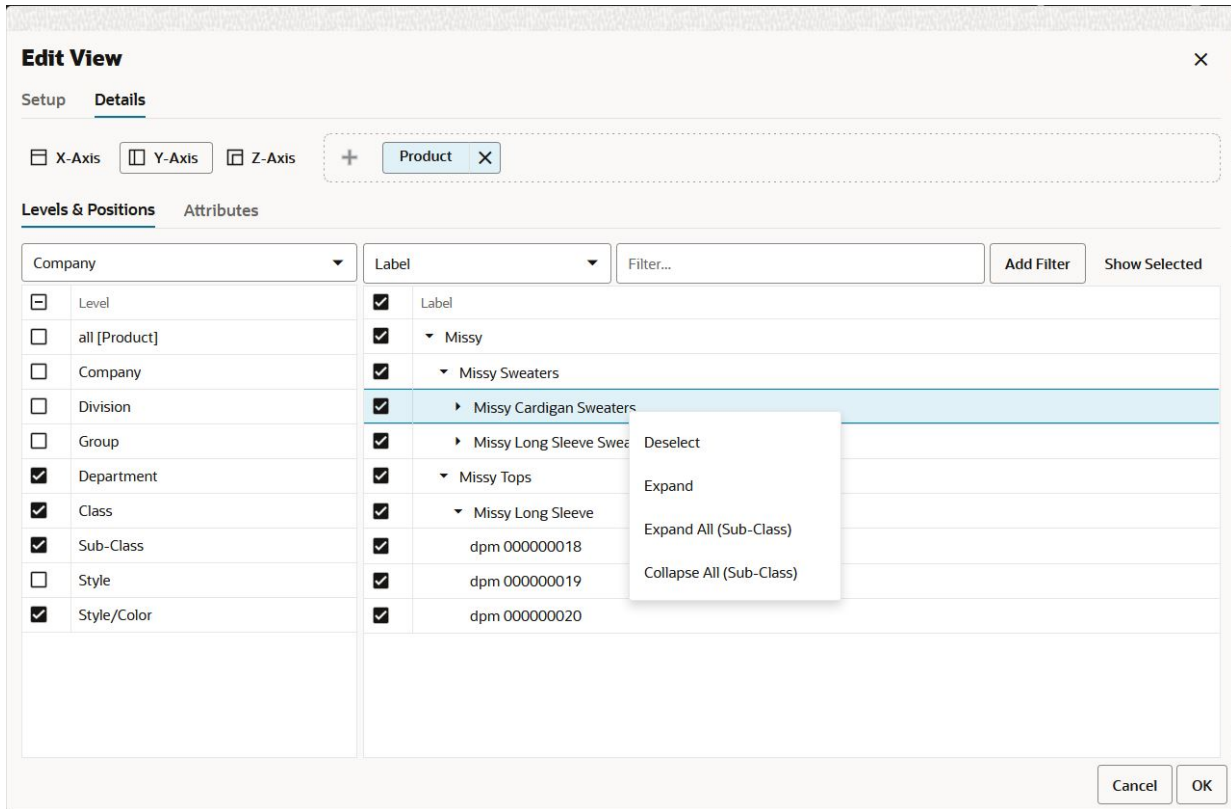 Edit View
Setup Details
X-Axis Y-Axis Z-Axis Product
Levels & Positions Attributes
Company Label Filter... Add Filter Show Selected
Level Label
all [Product] Missy
Company Missy Sweaters
Division Missy Cardigan Sweaters
Group Missy Long Sleeve Swea Deselect
Department Missy Tops Expand
Class Missy Long Sleeve Expand All (Sub-Class)
Sub-Class dpm 000000018
Style dpm 000000019 Collapse All (Sub-Class)
Style/Color dpm 000000020
Cancel OK